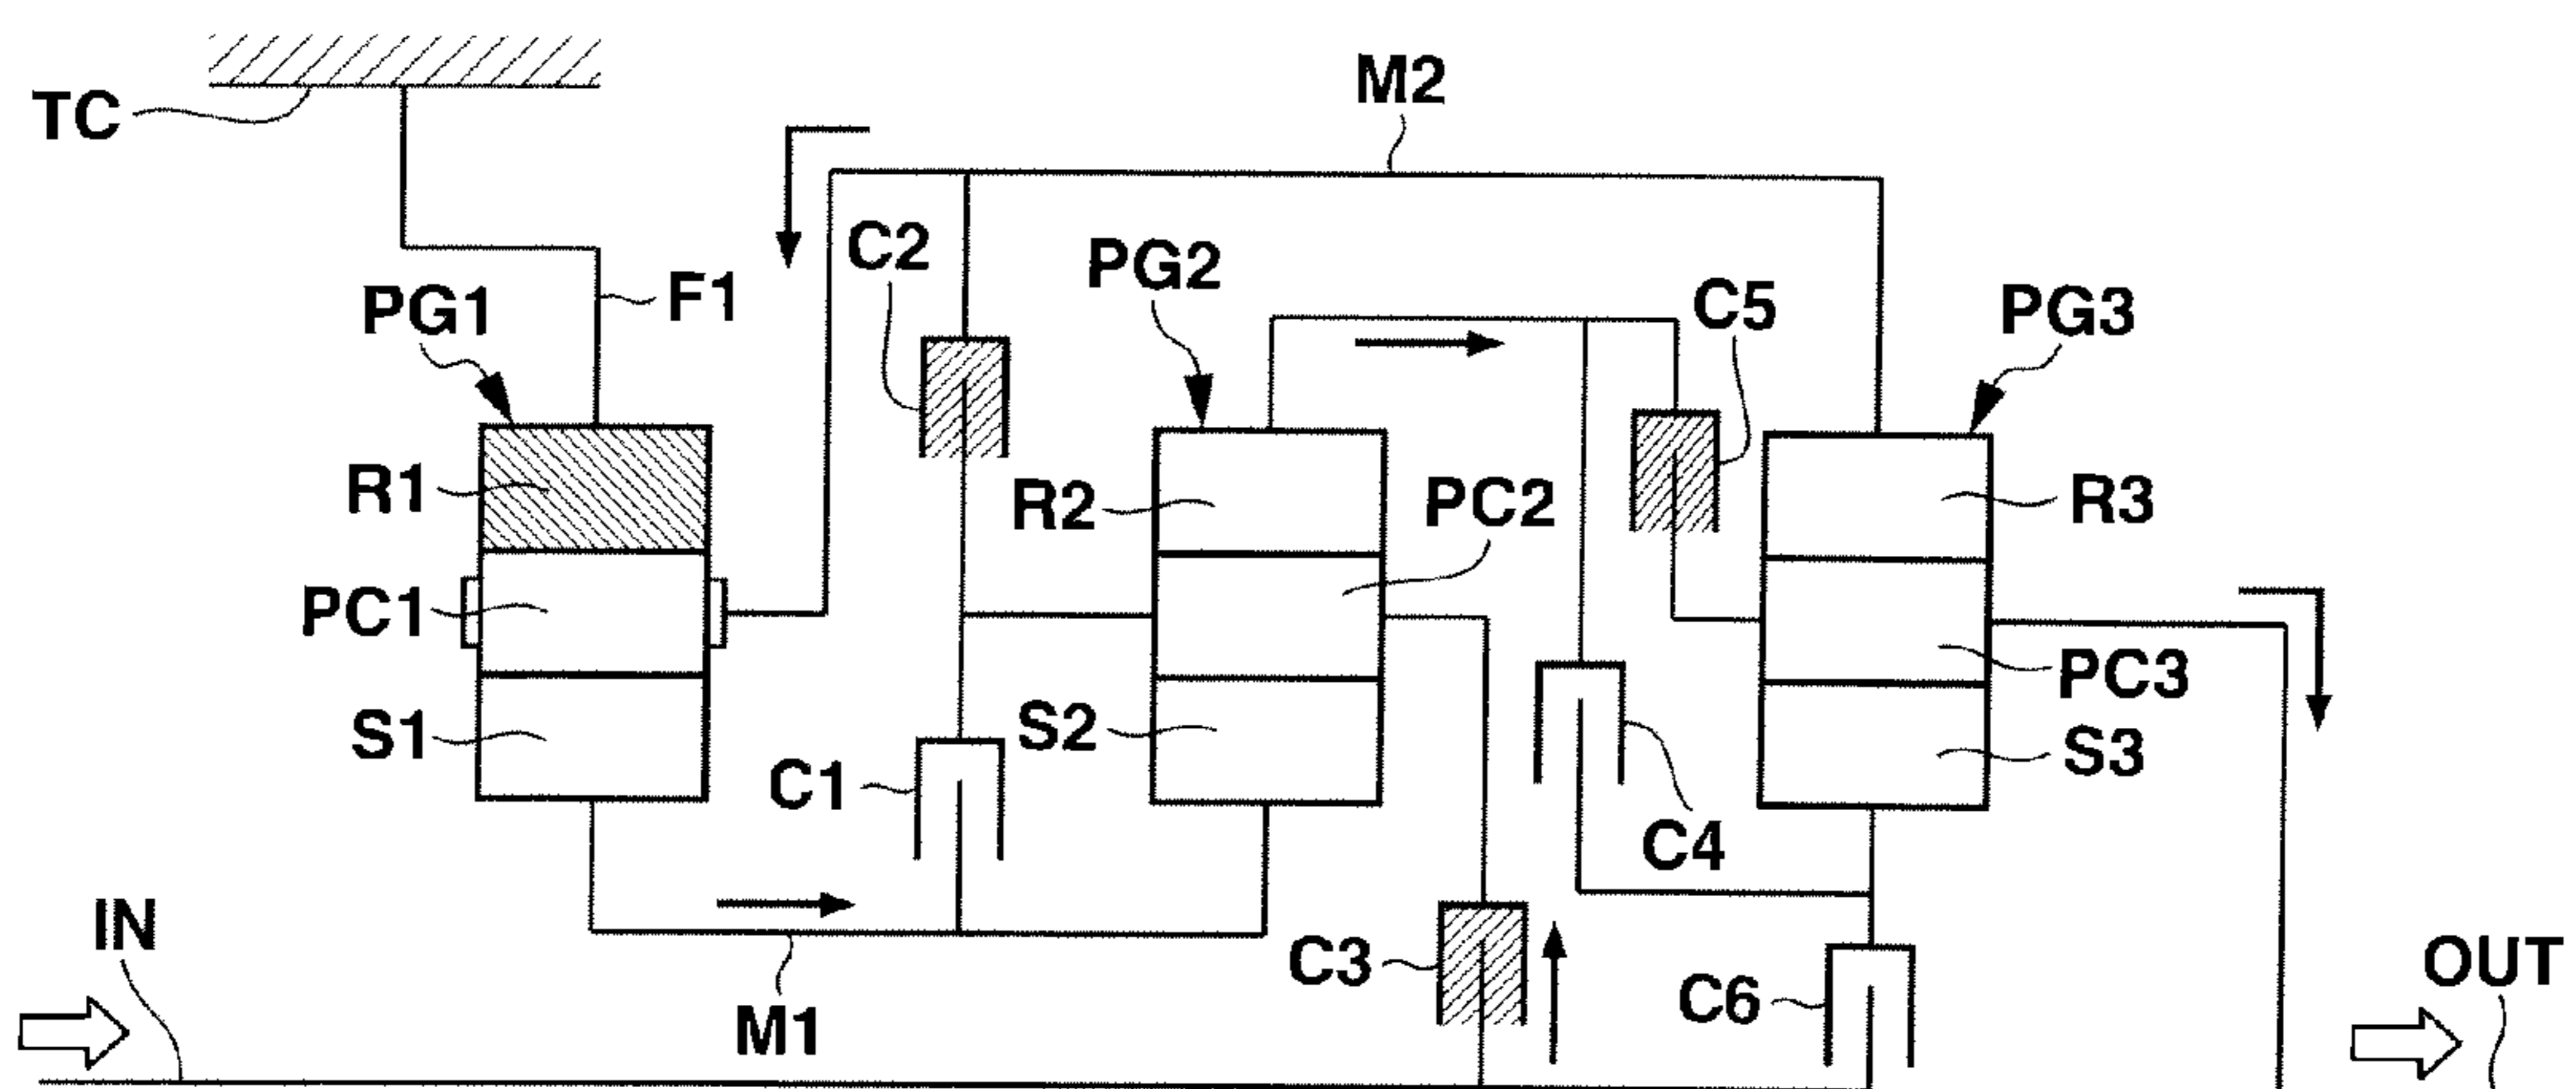 TC
M2
C2
PG2
C5
PG3
PG1
F1
R1
R2
PC2
R3
PC1
PC3
S1
S2
S3
C1
C4
IN
C3
C6
OUT
M1